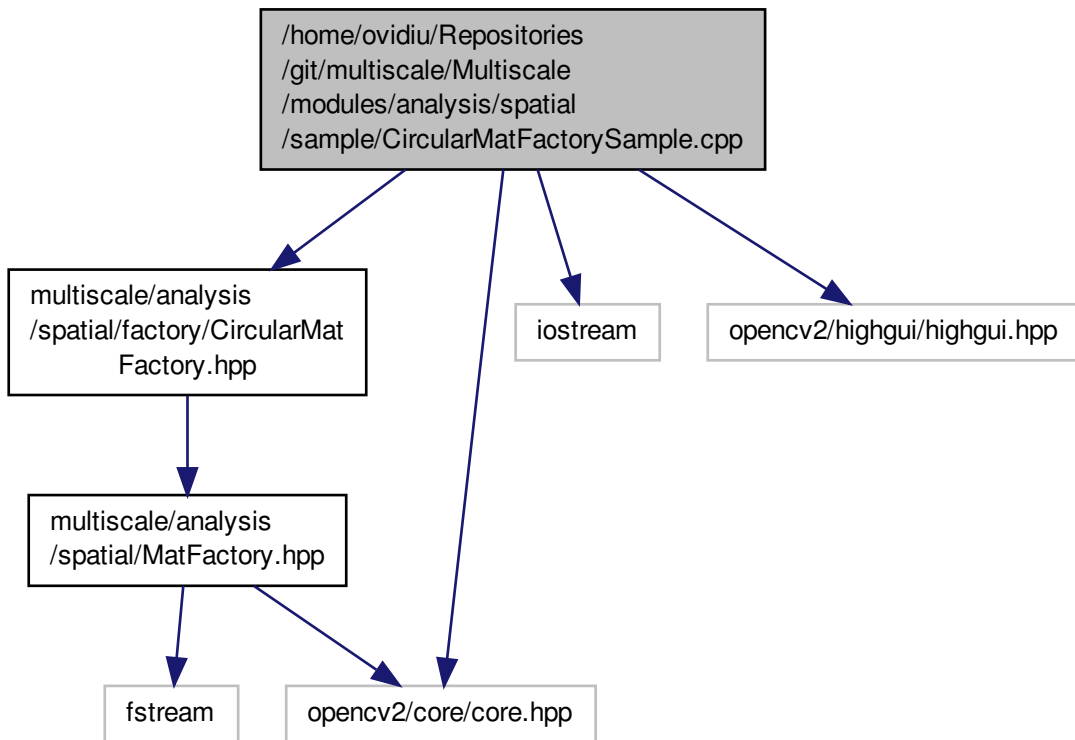 /home/ovidiu/Repositories
/git/multiscale/Multiscale
/modules/analysis/spatial
/sample/CircularMatFactorySample.cpp
multiscale/analysis
/spatial/factory/CircularMat
Factory.hpp
iostream
opencv2/highgui/highgui.hpp
multiscale/analysis
/spatial/MatFactory.hpp
fstream
opencv2/core/core.hpp